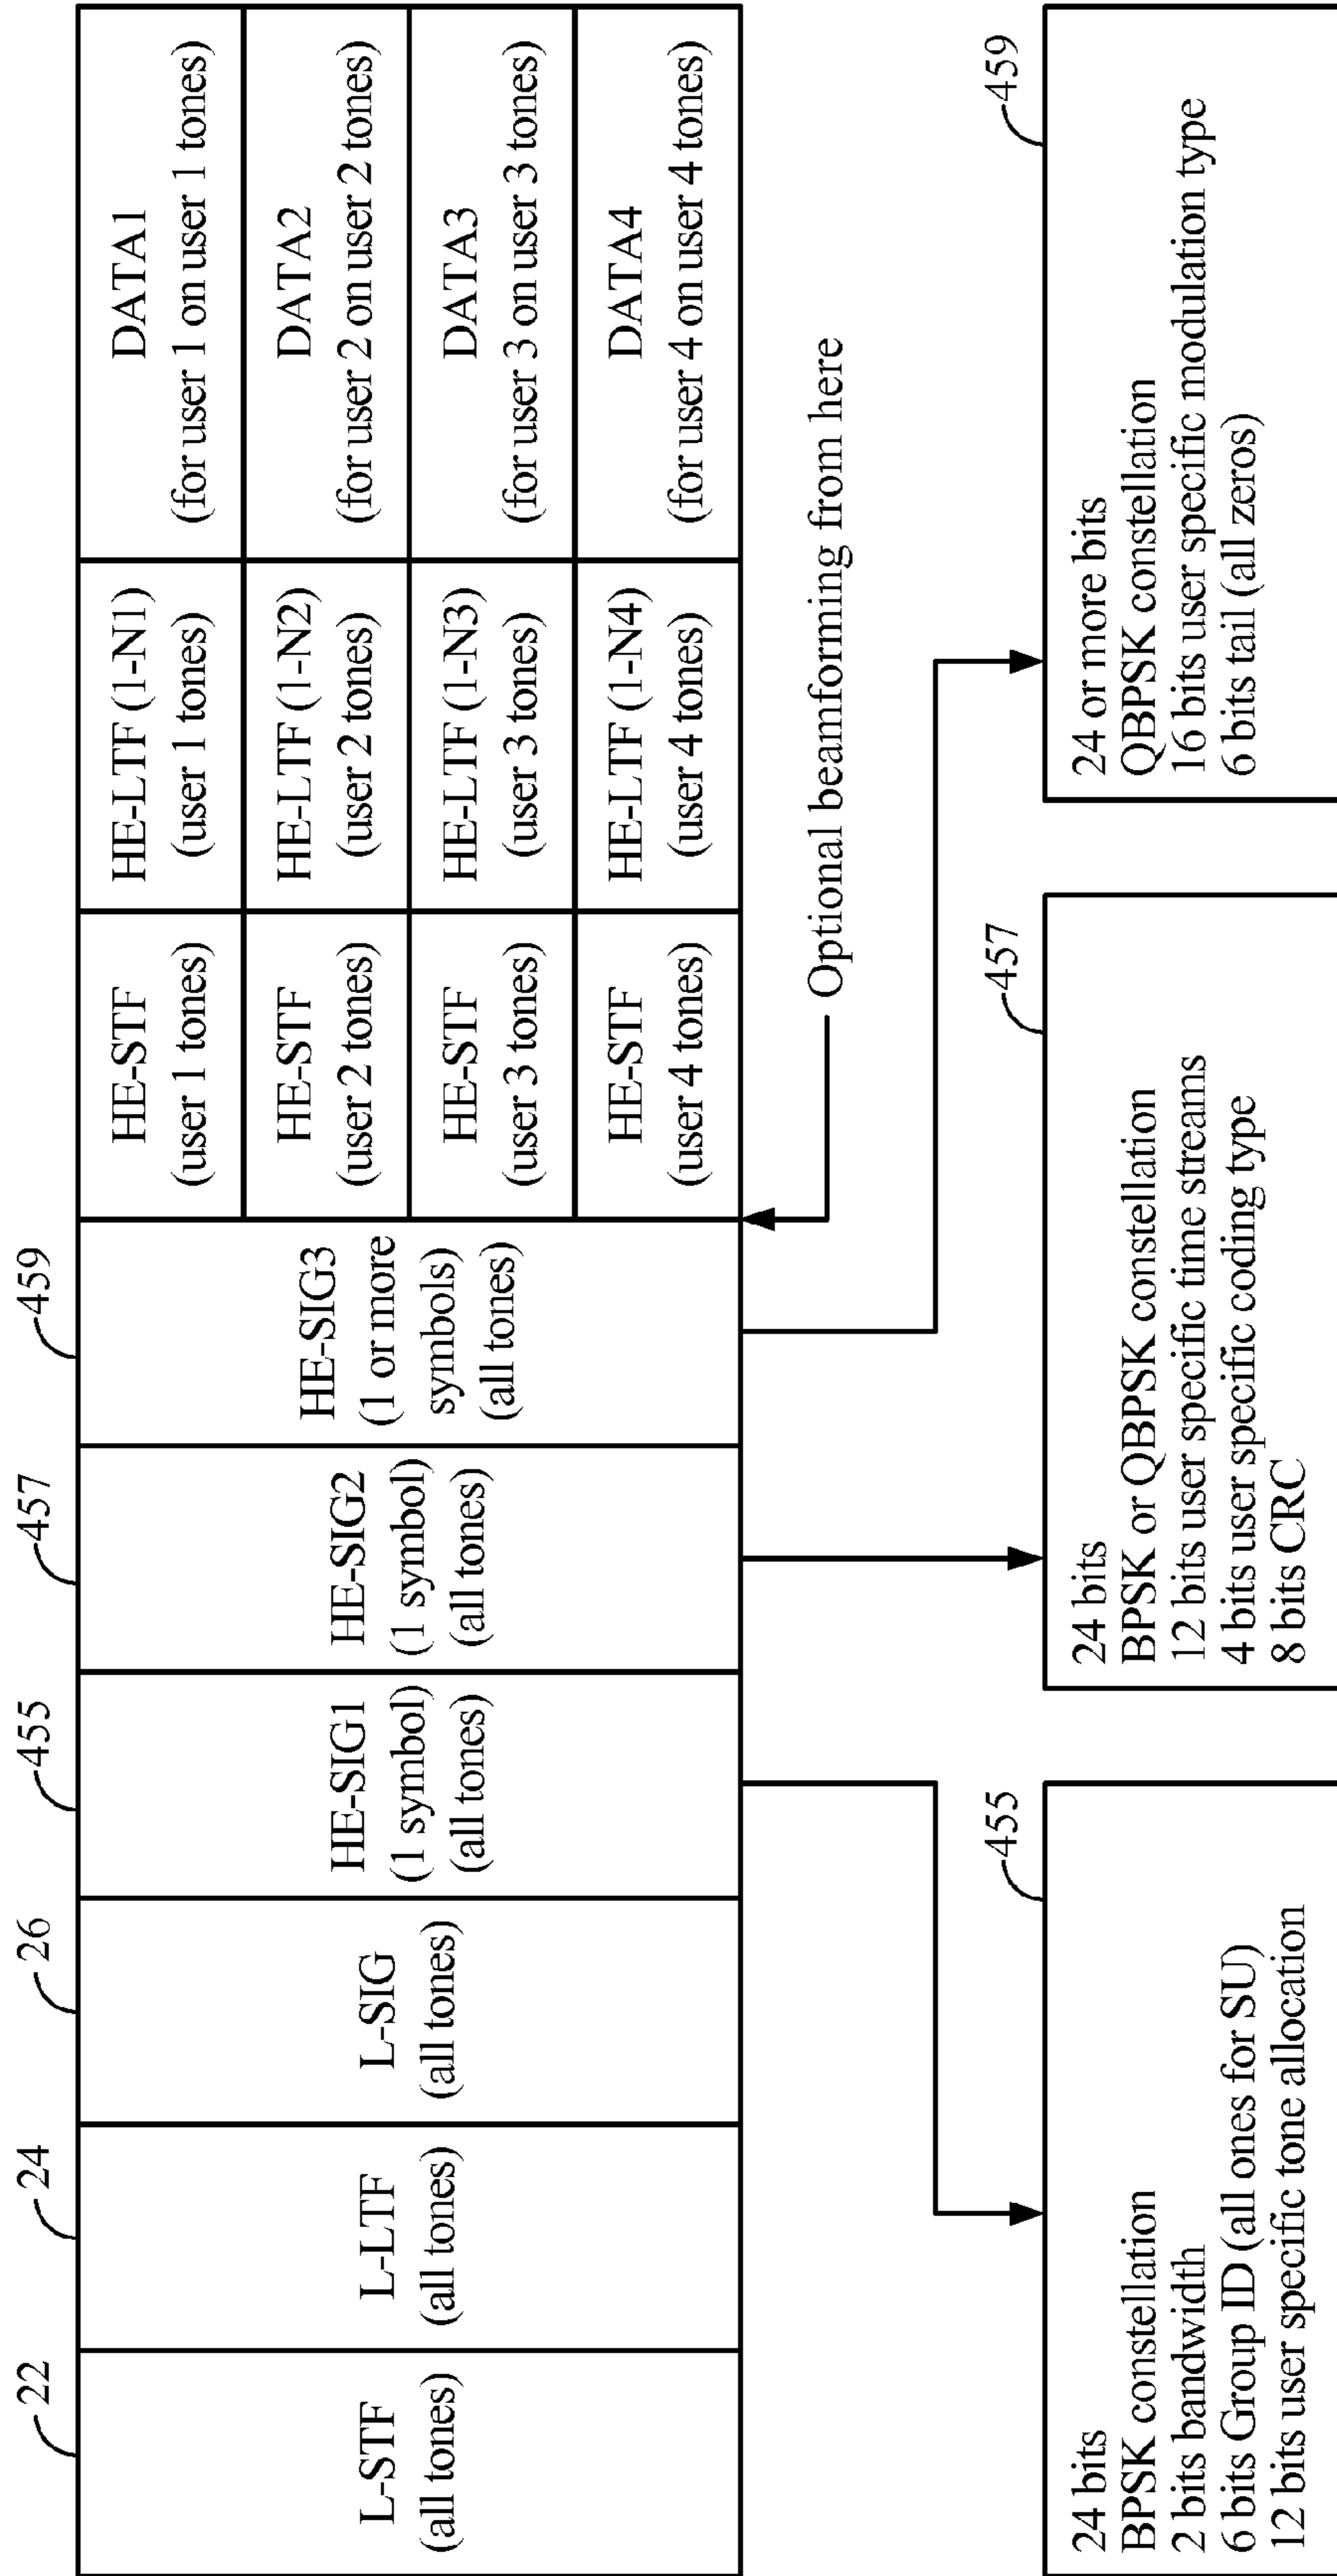 22
24
26
455
457
459
L-STF
(all tones)
L-LTF
(all tones)
L-SIG
(all tones)
HE-SIG1
(1 symbol)
(all tones)
HE-SIG2
(1 symbol)
(all tones)
HE-SIG3
(1 or more
symbols)
(all tones)
HE-STF
(user 1 tones)
HE-LTF (1-N1)
(user 1 tones)
DATA1
(for user 1 on user 1 tones)
HE-STF
(user 2 tones)
HE-LTF (1-N2)
(user 2 tones)
DATA2
(for user 2 on user 2 tones)
HE-STF
(user 3 tones)
HE-LTF (1-N3)
(user 3 tones)
DATA3
(for user 3 on user 3 tones)
HE-STF
(user 4 tones)
HE-LTF (1-N4)
(user 4 tones)
DATA4
(for user 4 on user 4 tones)
Optional beamforming from here
455
24 bits
BPSK constellation
2 bits bandwidth
6 bits Group ID (all ones for SU)
12 bits user specific tone allocation
457
24 bits
BPSK or QBPSK constellation
12 bits user specific time streams
4 bits user specific coding type
8 bits CRC
459
24 or more bits
QBPSK constellation
16 bits user specific modulation type
6 bits tail (all zeros)